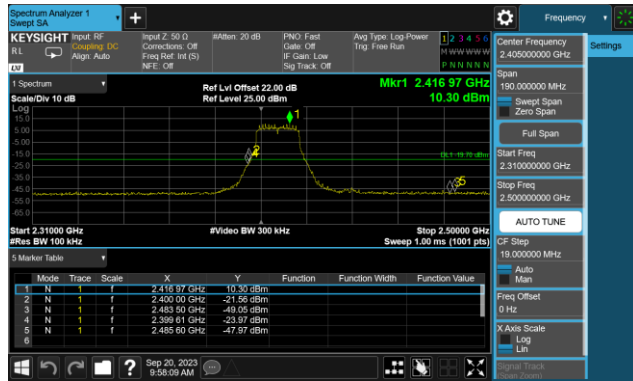 Spectrum Analyzer 1
Swept SA
Frequency
KEYSIGHT Input: RF
Coupling: DC
Align: Auto
R L
LXI
Input Z: 50 Ω
Corrections: Off
Freq Ref: Int (S)
NFE: Off
#Atten: 20 dB
PNO: Fast
Gate: Off
IF Gain: Low
Sig Track: Off
Avg Type: Log-Power
Trig: Free Run
1 2 3 4 5 6
M W W W W W
P N N N N N
Center Frequency
2.405000000 GHz
Settings
Span
190.000000 MHz
Swept Span
Zero Span
Full Span
Start Freq
2.310000000 GHz
Stop Freq
2.500000000 GHz
AUTO TUNE
CF Step
19.000000 MHz
Auto
Man
Freq Offset
0 Hz
X Axis Scale
Log
Lin
Signal Track
(Span Zoom)
1 Spectrum
Scale/Div 10 dB
Ref Lvl Offset 22.00 dB
Ref Level 25.00 dBm
Mkr1 2.416 97 GHz
10.30 dBm
Log
15.0
5.00
-5.00
-15.0
-25.0
-35.0
-45.0
-55.0
-65.0
1
DL1 -19.70 dBm
Start 2.31000 GHz
#Res BW 100 kHz
#Video BW 300 kHz
Stop 2.50000 GHz
Sweep 1.00 ms (1001 pts)
5 Marker Table
Mode Trace Scale X Y Function Function Width Function Value
1 N 1 f 2.416 97 GHz 10.30 dBm
2 N 1 f 2.400 00 GHz -21.56 dBm
3 N 1 f 2.483 50 GHz -49.05 dBm
4 N 1 f 2.399 61 GHz -23.97 dBm
5 N 1 f 2.485 60 GHz -47.97 dBm
6
Sep 20, 2023
9:58:09 AM